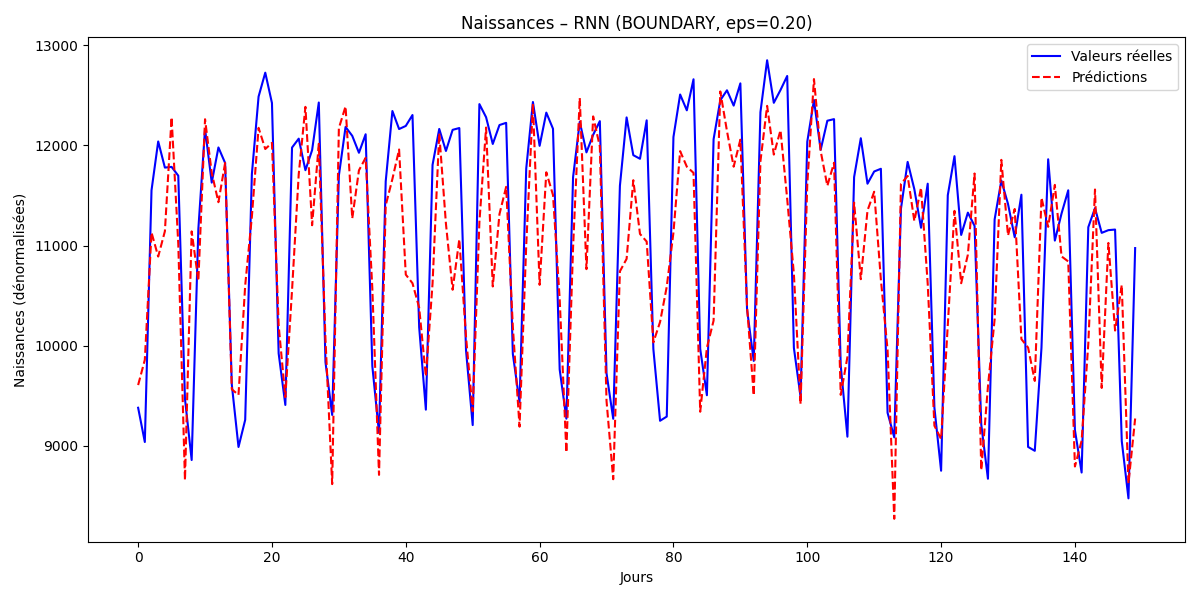 Naissances – RNN (BOUNDARY, eps=0.20)
Valeurs réelles
Prédictions
Naissances (dénormalisées)
13000
12000
11000
10000
9000
0 20 40 60 80 100 120 140
Jours